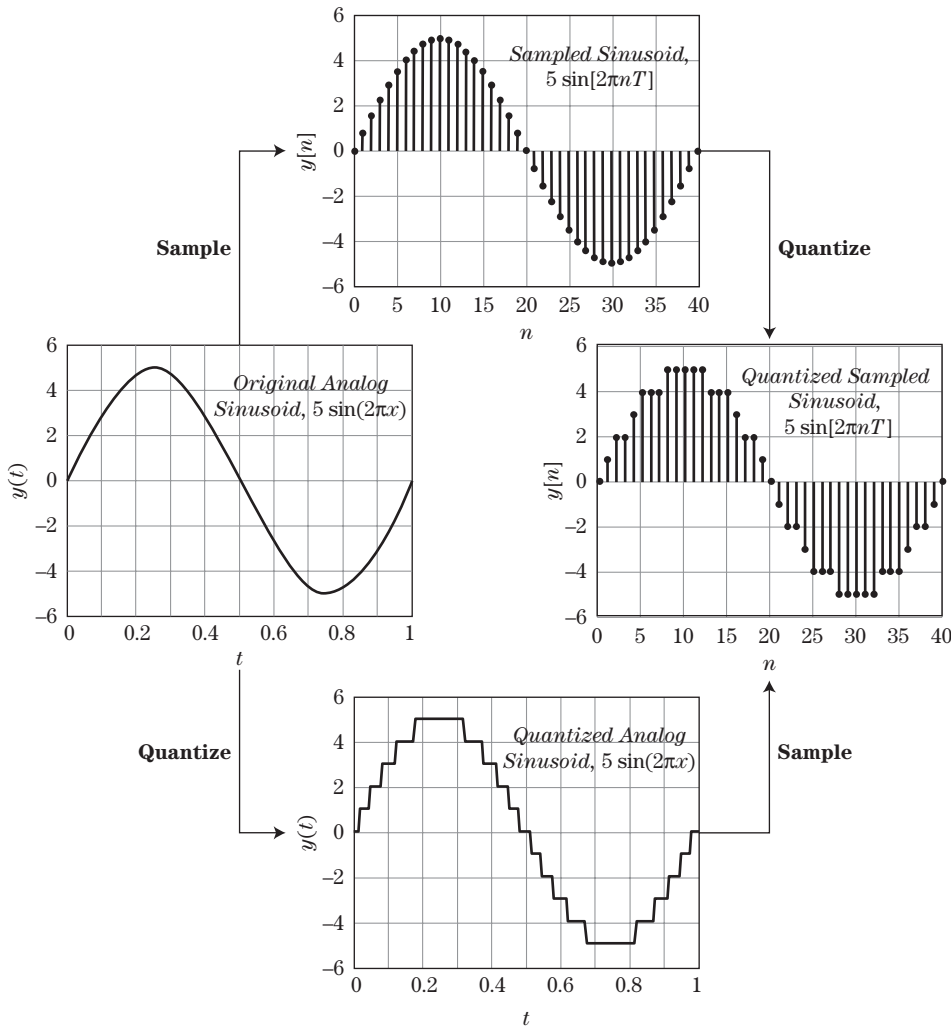 6
4
2
0
−2
−4
−6
y[n]
Sampled Sinusoid,
5 sin[2πnT]
0 5 10 15 20 25 30 35 40
n
Sample
Quantize
6
4
2
0
−2
−4
−6
y(t)
Original Analog
Sinusoid, 5 sin(2πx)
0 0.2 0.4 0.6 0.8 1
t
6
4
2
0
−2
−4
−6
y[n]
Quantized Sampled
Sinusoid,
5 sin[2πnT]
0 5 10 15 20 25 30 35 40
n
Quantize
Sample
6
4
2
0
−2
−4
−6
y(t)
Quantized Analog
Sinusoid, 5 sin(2πx)
0 0.2 0.4 0.6 0.8 1
t